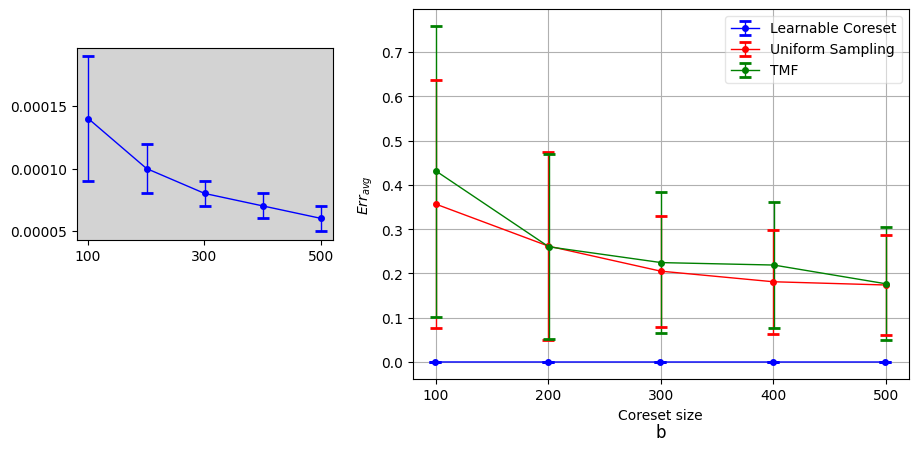 0.00015
0.00010
0.00005
100 300 500
Err_avg
0.7
0.6
0.5
0.4
0.3
0.2
0.1
0.0
100 200 300 400 500
Coreset size
b
Learnable Coreset
Uniform Sampling
TMF